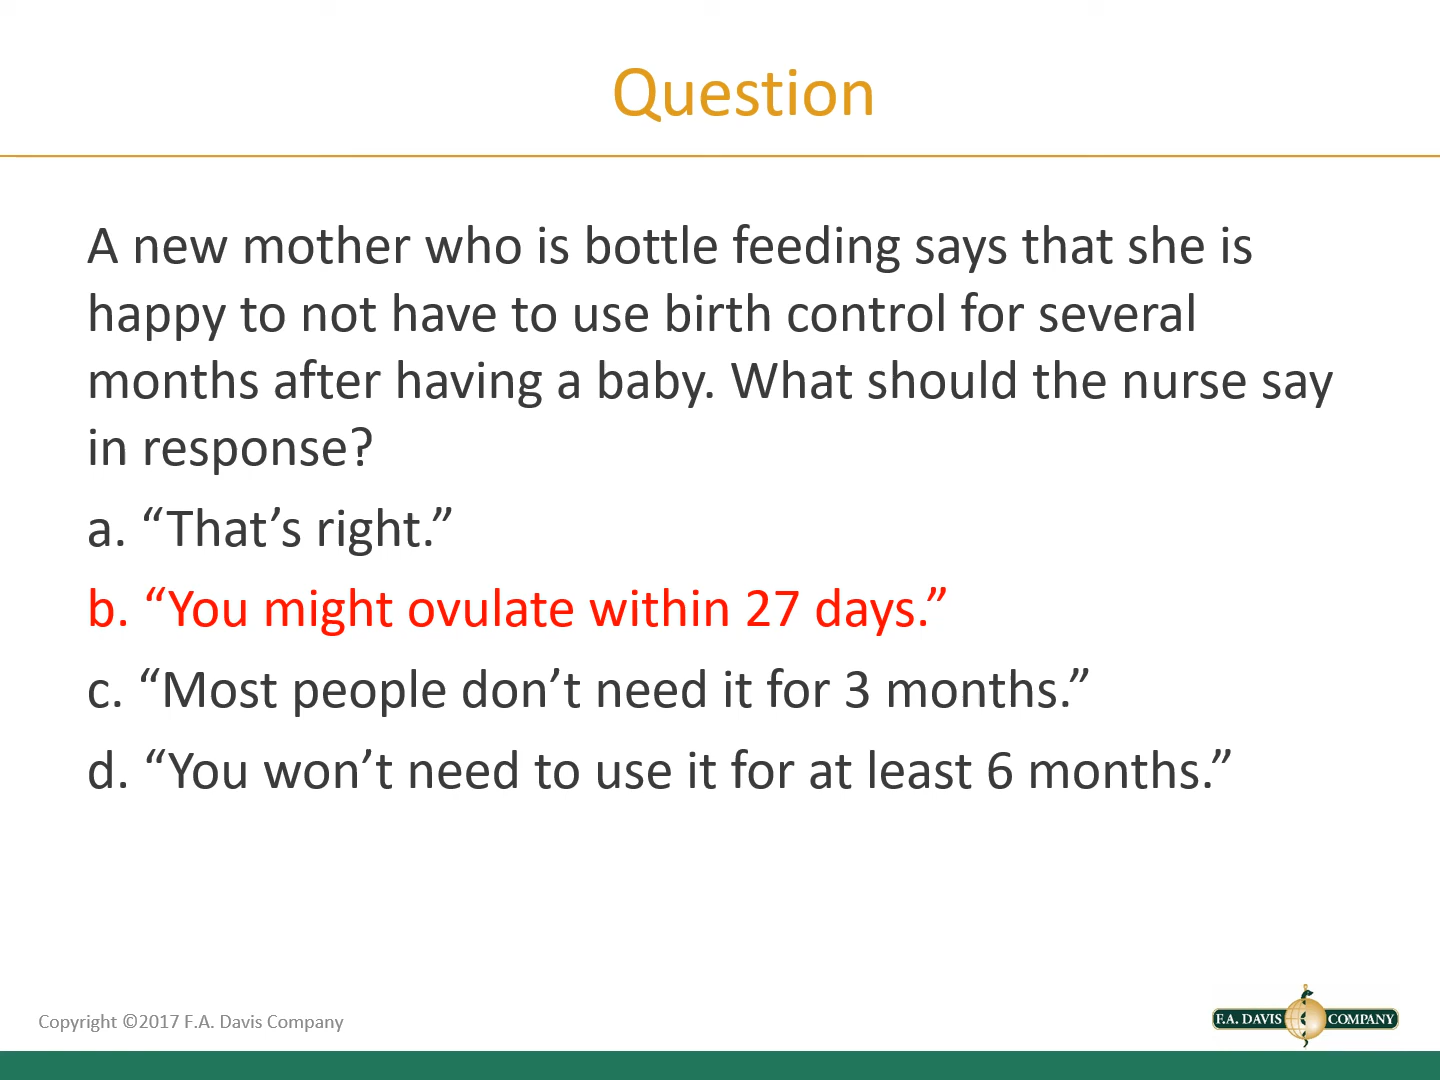 Question
A new mother who is bottle feeding says that she is
happy to not have to use birth control for several
months after having a baby. What should the nurse say
in response?
a. “That’s right.”
b. “You might ovulate within 27 days.”
c. “Most people don’t need it for 3 months.”
d. “You won’t need to use it for at least 6 months.”
Copyright ©2017 F.A. Davis Company
F.A. DAVIS COMPANY